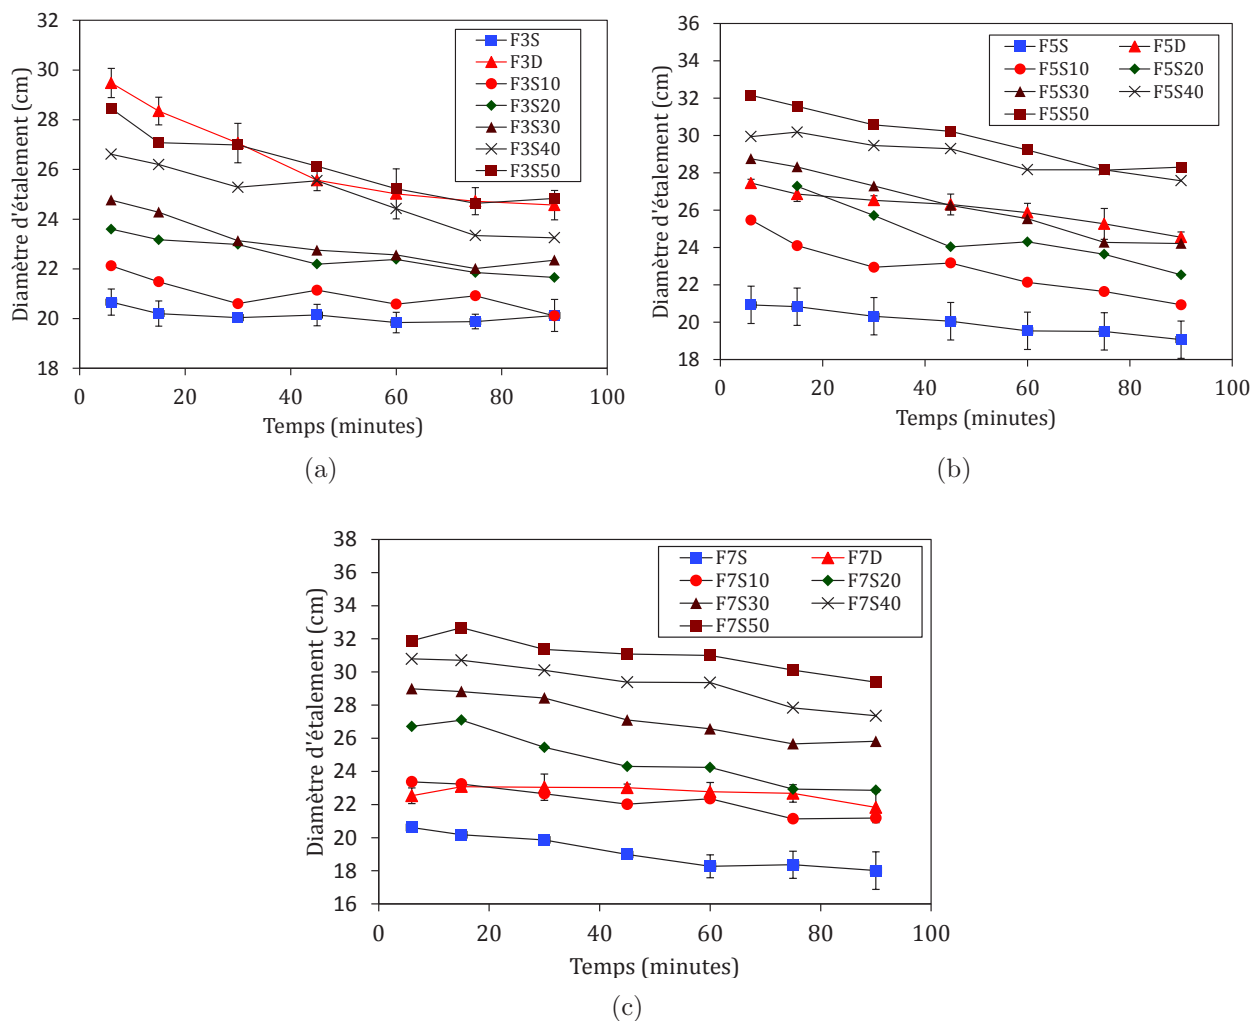 32
30
28
26
24
22
20
18
Diamètre d'étalement (cm)
F3S
F3D
F3S10
F3S20
F3S30
F3S40
F3S50
0 20 40 60 80 100
Temps (minutes)
(a)
36
34
32
30
28
26
24
22
20
18
Diamètre d'étalement (cm)
F5S F5D
F5S10 F5S20
F5S30 F5S40
F5S50
0 20 40 60 80 100
Temps (minutes)
(b)
38
36
34
32
30
28
26
24
22
20
18
16
Diamètre d'étalement (cm)
F7S F7D
F7S10 F7S20
F7S30 F7S40
F7S50
0 20 40 60 80 100
Temps (minutes)
(c)